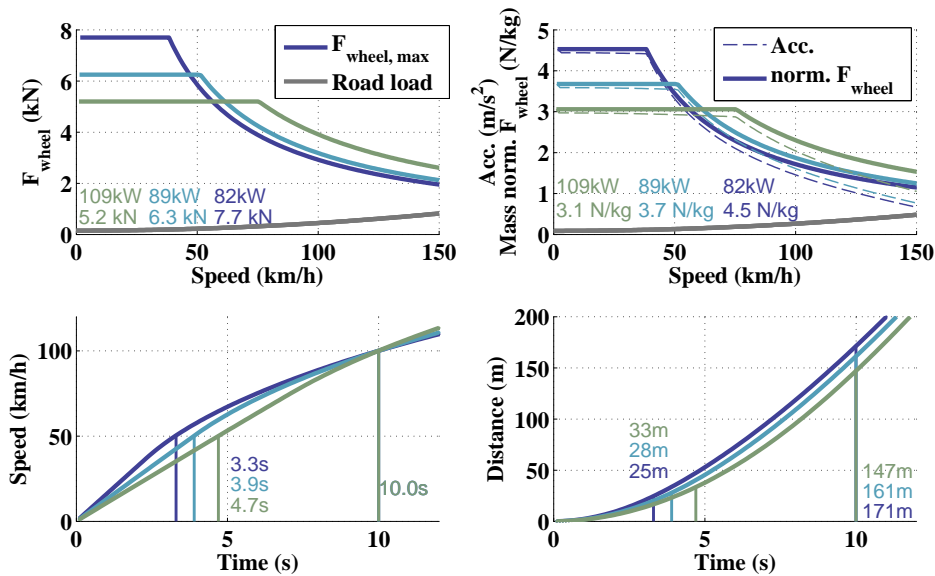 8
6
4
2
0
0
50
100
150
F wheel (kN)
Speed (km/h)
F wheel, max
Road load
109kW 89kW 82kW
5.2 kN 6.3 kN 7.7 kN
5
4
3
2
1
0
0
50
100
150
Acc. (m/s²) (N/kg)
Mass norm. F wheel
Speed (km/h)
Acc.
norm. F wheel
109kW 89kW 82kW
3.1 N/kg 3.7 N/kg 4.5 N/kg
100
50
0
0
5
10
Speed (km/h)
Time (s)
3.3s
3.9s
4.7s
10.0s
200
150
100
50
0
0
5
10
Distance (m)
Time (s)
33m
28m
25m
147m
161m
171m